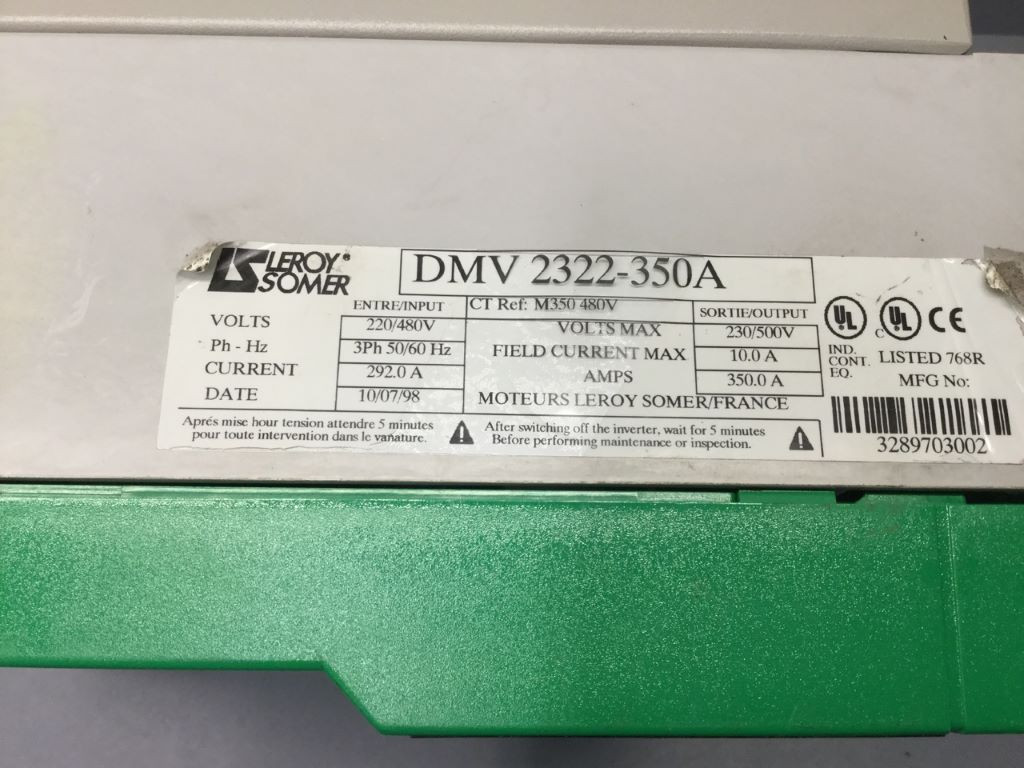 LEROY®
SOMER
DMV 2322-350A
ENTRE/INPUT
CT Ref: M350 480V
SORTIE/OUTPUT
VOLTS 220/480V VOLTS MAX 230/500V
Ph - Hz 3Ph 50/60 Hz FIELD CURRENT MAX 10.0 A
CURRENT 292.0 A AMPS 350.0 A
DATE 10/07/98 MOTEURS LEROY SOMER/FRANCE
Aprés mise hour tension attendre 5 minutes
pour toute intervention dans le vanature.
After switching off the inverter, wait for 5 minutes
Before performing maintenance or inspection.
UL C UL CE
IND.
CONT.
EQ.
LISTED 768R
MFG No:
3289703002